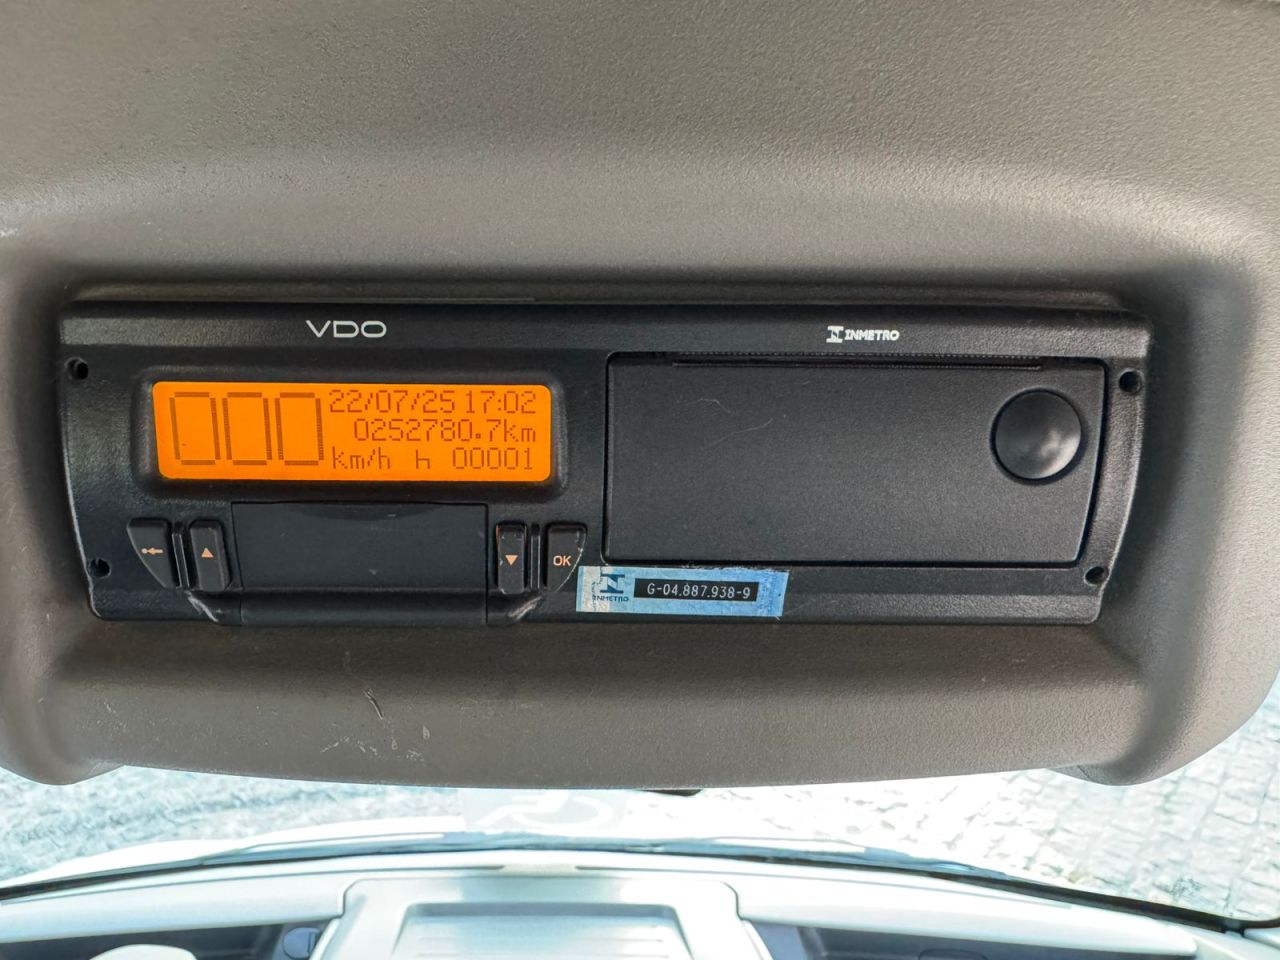 VDO
INMETRO
000
22/07/25 17:02
0252780.7km
km/h h 00001
OK
INMETRO
G-04.887.938-9